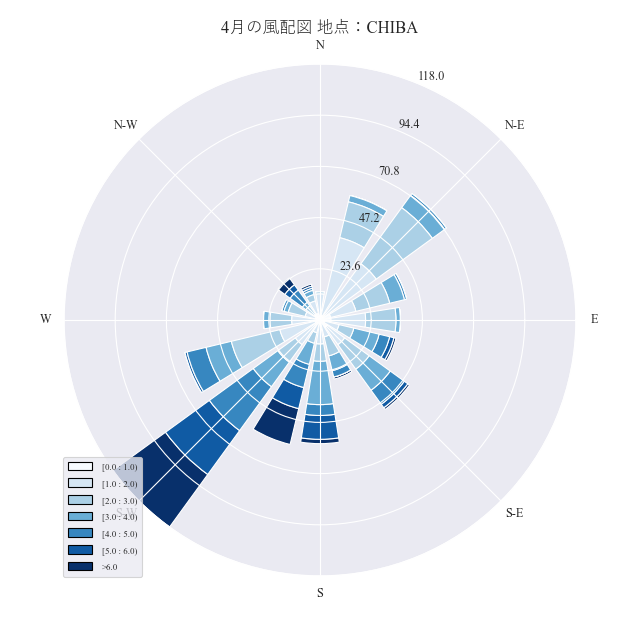 4月の風配図 地点：CHIBA
N
118.0
94.4
N-W
N-E
70.8
47.2
23.6
W
E
[0.0 : 1.0)
[1.0 : 2.0)
[2.0 : 3.0)
[3.0 : 4.0)
[4.0 : 5.0)
[5.0 : 6.0)
>6.0
S-W
S-E
S